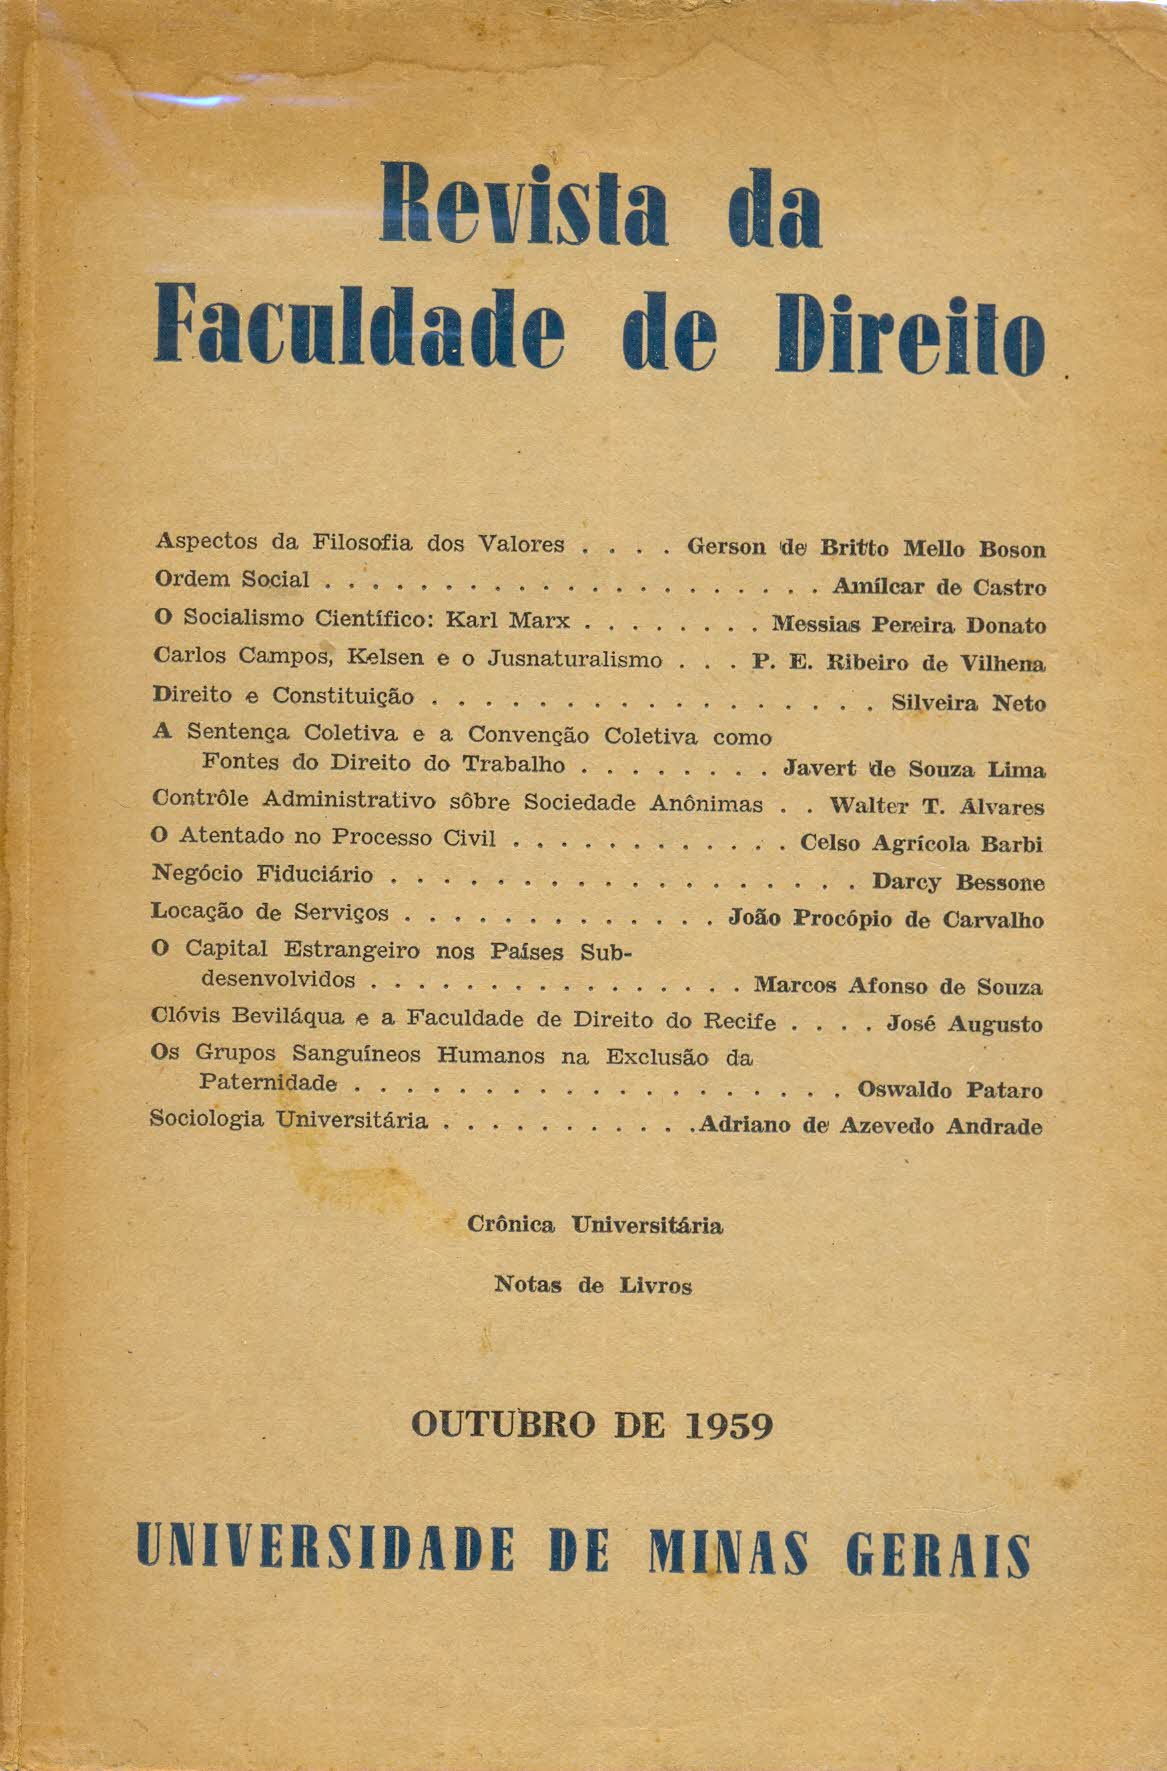 Revista da
Faculdade de Direito
Aspectos da Filosofia dos Valores . . . . Gerson de Britto Mello Boson
Ordem Social . . . . . . . . . . . . . . . . . . . . . Amílcar de Castro
O Socialismo Científico: Karl Marx . . . . . . . . Messias Pereira Donato
Carlos Campos, Kelsen e o Jusnaturalismo . . . P. E. Ribeiro de Vilhena
Direito e Constituição . . . . . . . . . . . . . . . . . Silveira Neto
A Sentença Coletiva e a Convenção Coletiva como
Fontes do Direito do Trabalho . . . . . . . . Javert de Souza Lima
Contrôle Administrativo sôbre Sociedade Anônimas . . Walter T. Álvares
O Atentado no Processo Civil . . . . . . . . . . . . Celso Agrícola Barbi
Negócio Fiduciário . . . . . . . . . . . . . . . . . . Darcy Bessone
Locação de Serviços . . . . . . . . . . . . . João Procópio de Carvalho
O Capital Estrangeiro nos Países Sub-
desenvolvidos . . . . . . . . . . . . . . . . Marcos Afonso de Souza
Clóvis Beviláqua e a Faculdade de Direito do Recife . . . . José Augusto
Os Grupos Sanguíneos Humanos na Exclusão da
Paternidade . . . . . . . . . . . . . . . . . . . . . Oswaldo Pataro
Sociologia Universitária . . . . . . . . . . . Adriano de Azevedo Andrade
Crônica Universitária
Notas de Livros
OUTUBRO DE 1959
UNIVERSIDADE DE MINAS GERAIS